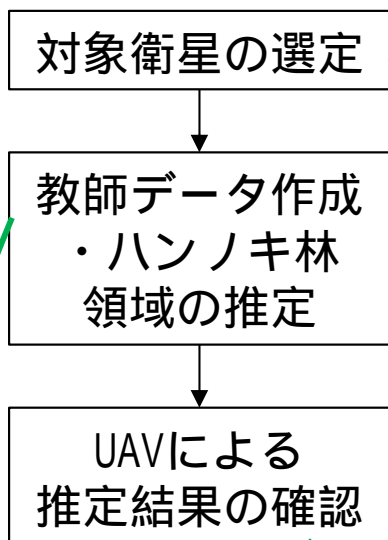 対象衛星の選定
教師データ作成
・ハンノキ林
領域の推定
UAVによる
推定結果の確認